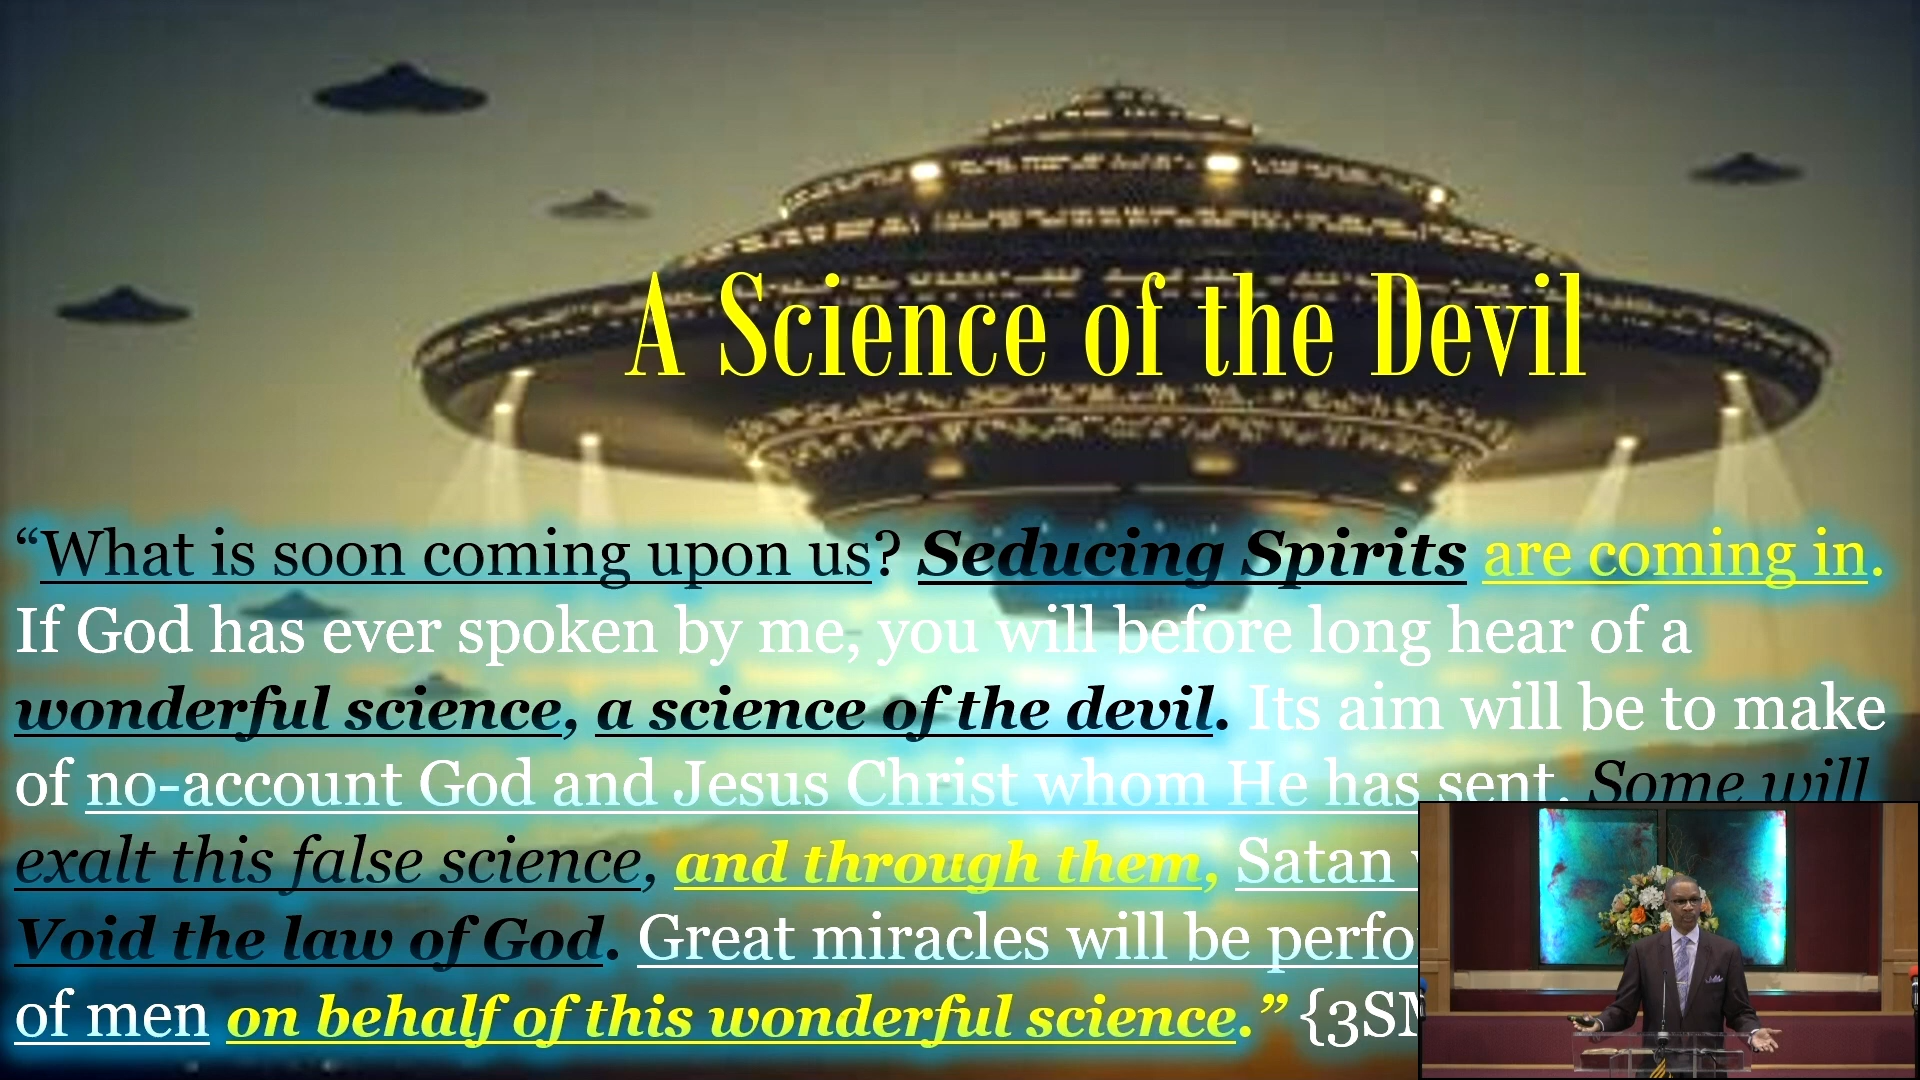 A Science of the Devil
“What is soon coming upon us? Seducing Spirits are coming in.
If God has ever spoken by me, you will before long hear of a
wonderful science, a science of the devil. Its aim will be to make
of no-account God and Jesus Christ whom He has sent. Some will
exalt this false science, and through them, Satan
Void the law of God. Great miracles will be
of men on behalf of this wonderful science.” {3S